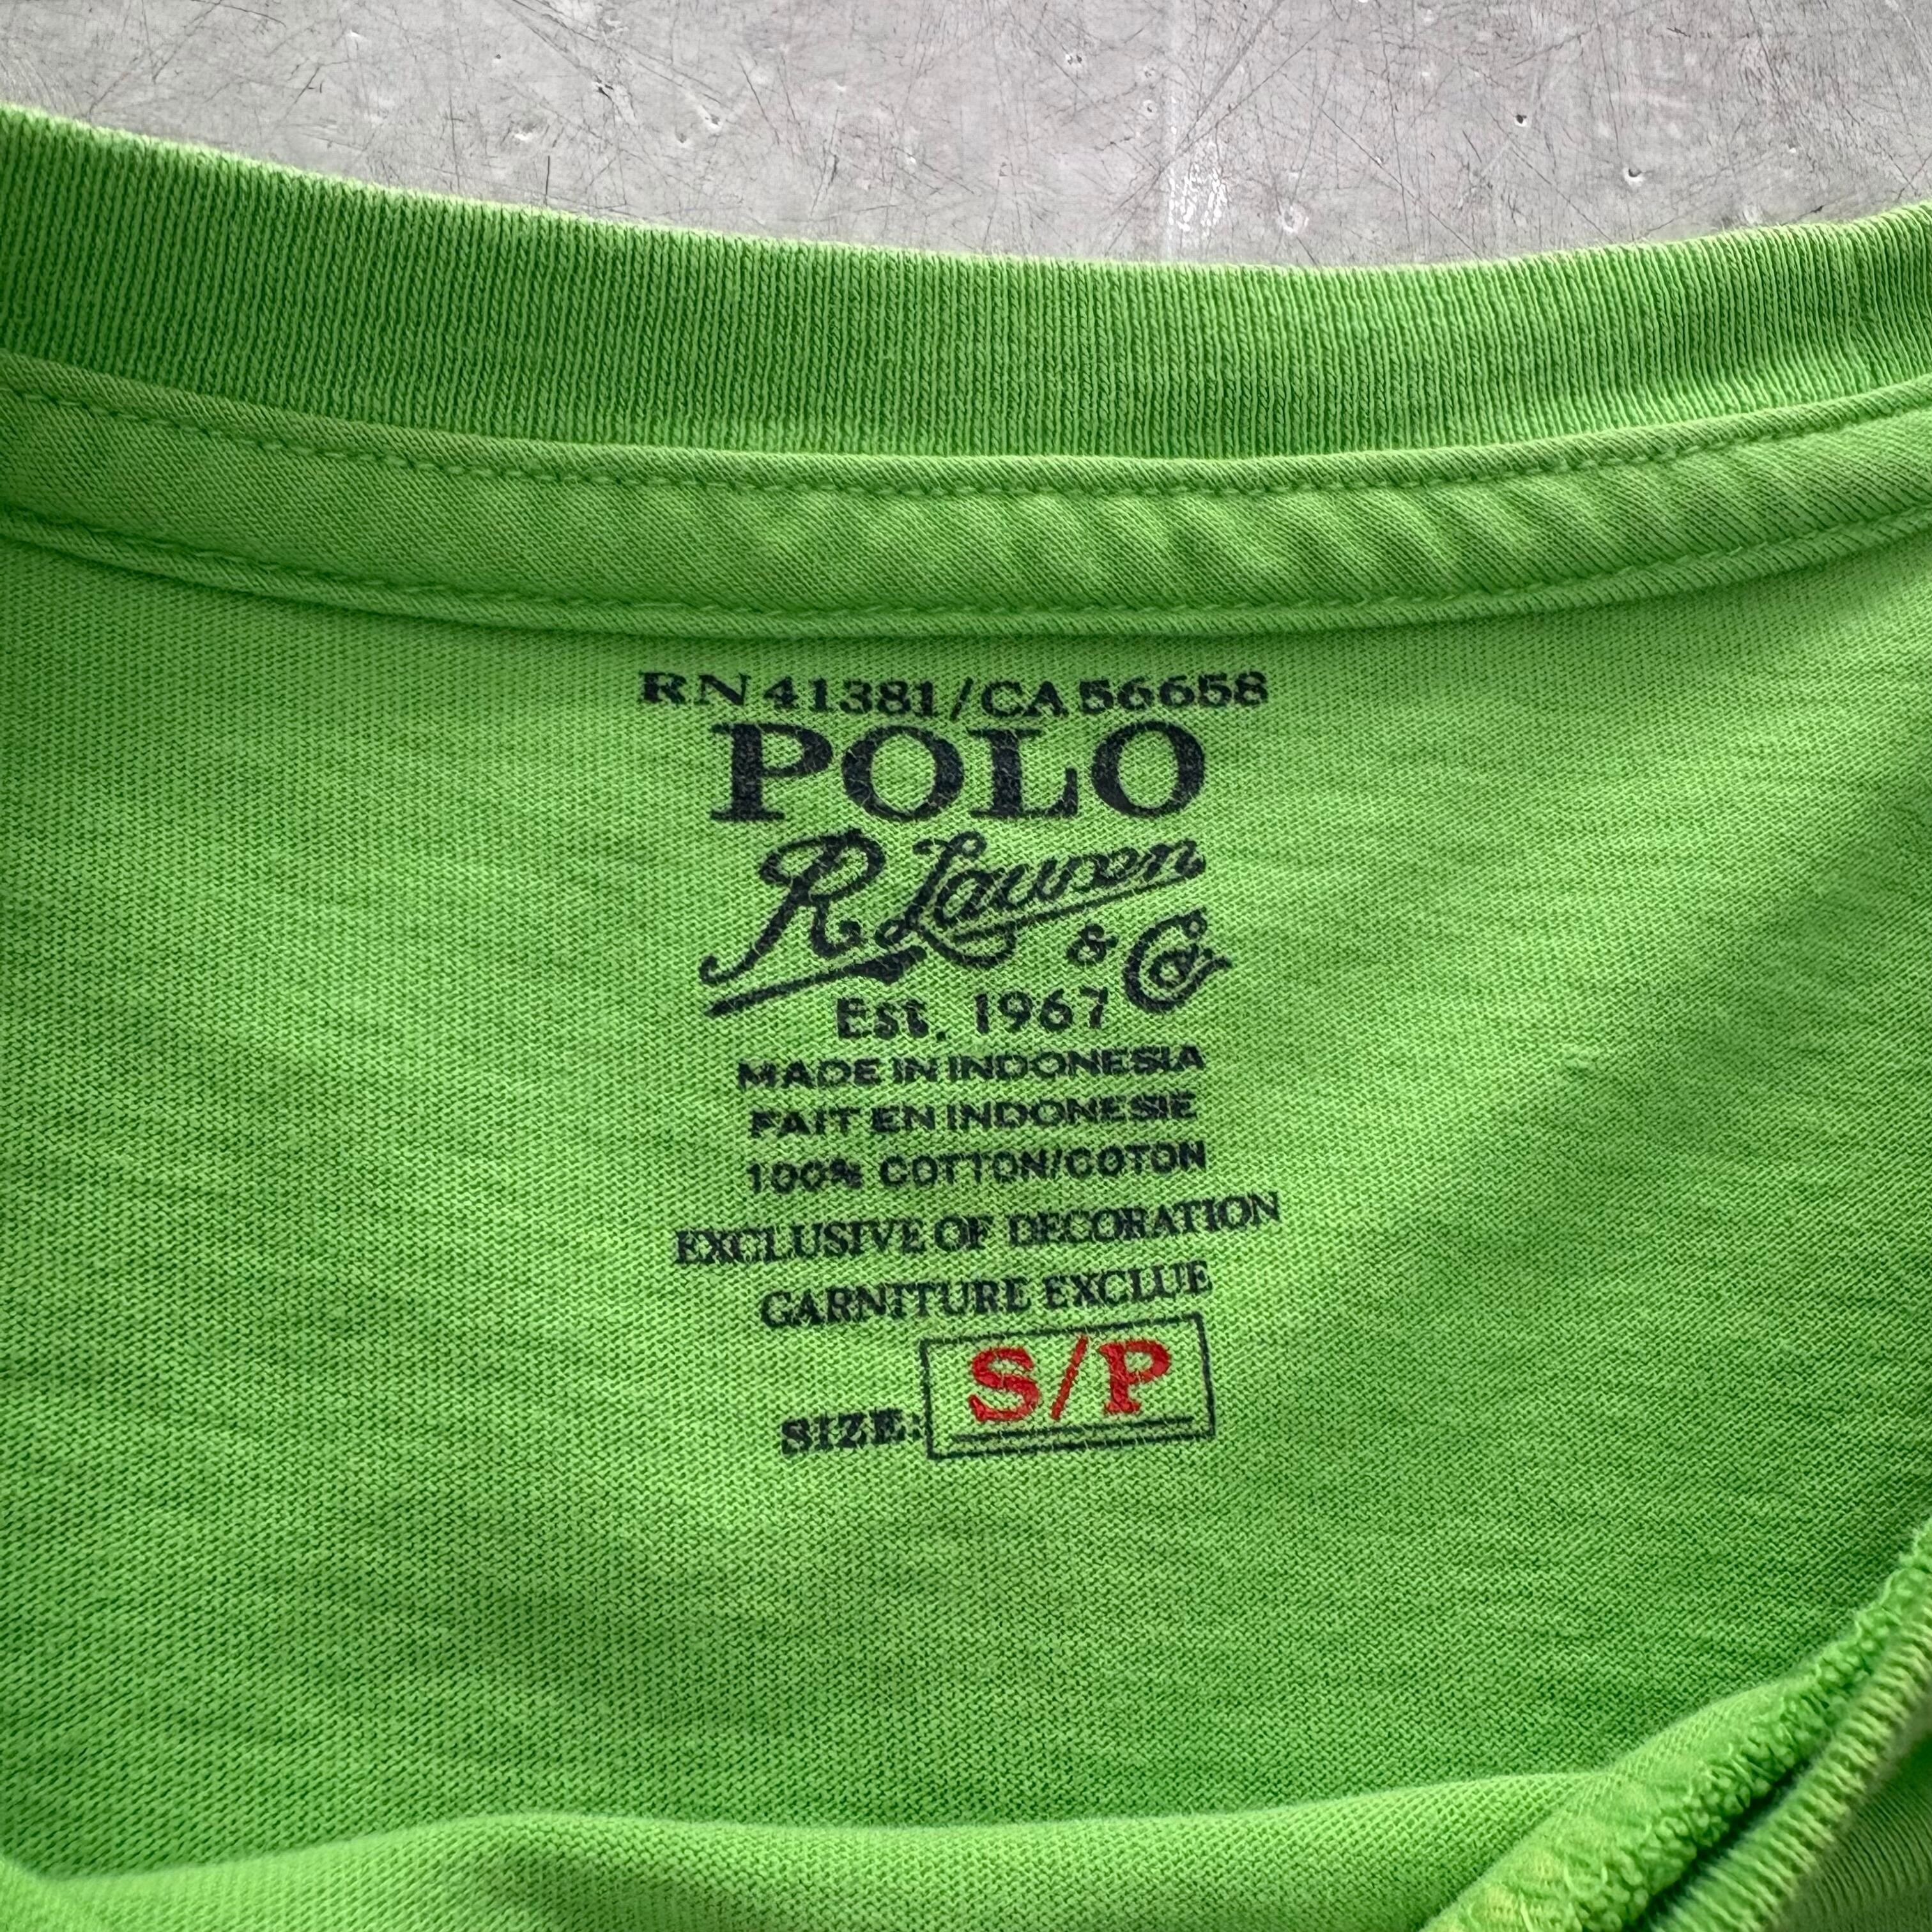 RN 41381/CA 56658
POLO
R. Lauren
& Co.
Est. 1967
MADE IN INDONESIA
FAIT EN INDONESIE
100% COTTON/COTON
EXCLUSIVE OF DECORATION
GARNITURE EXCLUE
SIZE: S/P